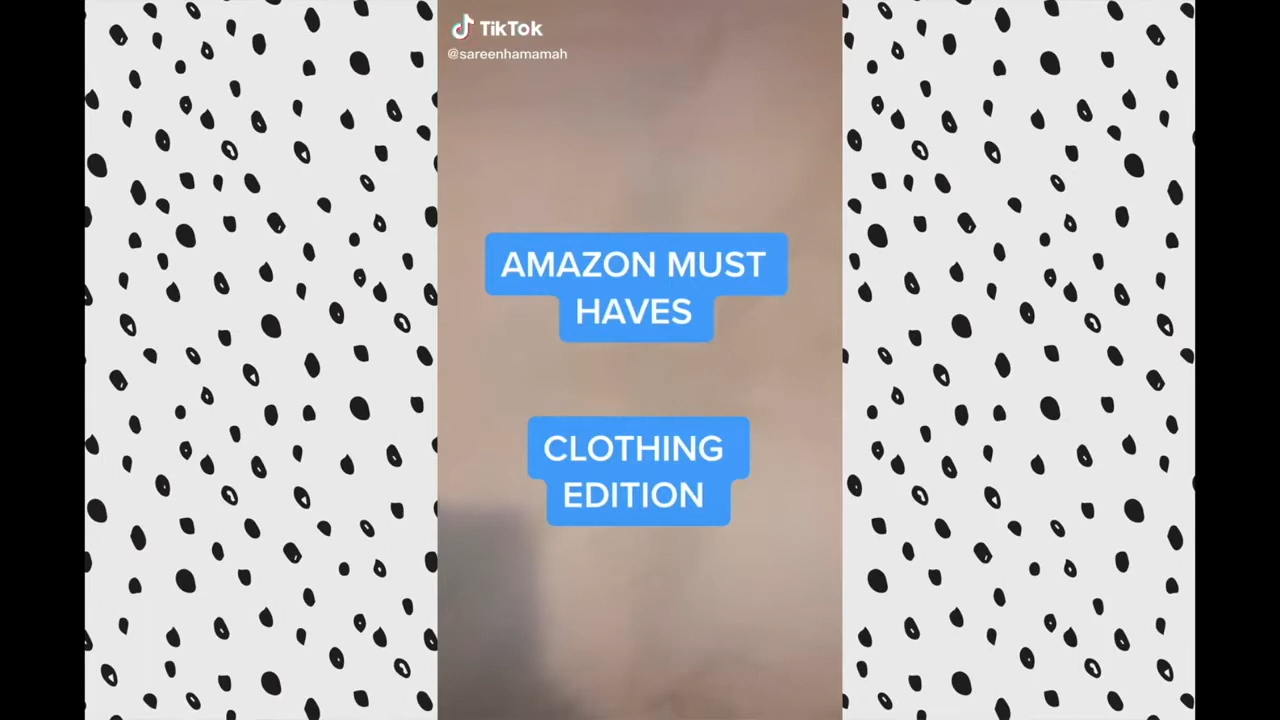 TikTok
@sareenhamamah
AMAZON MUST
HAVES
CLOTHING
EDITION